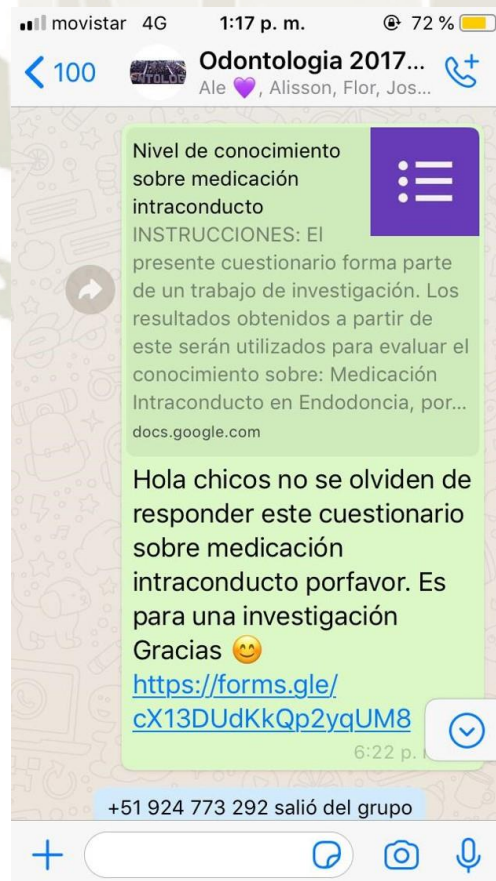 movistar 4G 1:17 p. m. 72 %
100 Odontologia 2017...
Ale 💜, Alisson, Flor, Jos...
Nivel de conocimiento
sobre medicación
intraconducto
INSTRUCCIONES: El
presente cuestionario forma parte
de un trabajo de investigación. Los
resultados obtenidos a partir de
este serán utilizados para evaluar el
conocimiento sobre: Medicación
Intraconducto en Endodoncia, por...
docs.google.com
Hola chicos no se olviden de
responder este cuestionario
sobre medicación
intraconducto porfavor. Es
para una investigación
Gracias 😊
https://forms.gle/
cX13DUdKkQp2yqUM8
6:22 p.
+51 924 773 292 salió del grupo